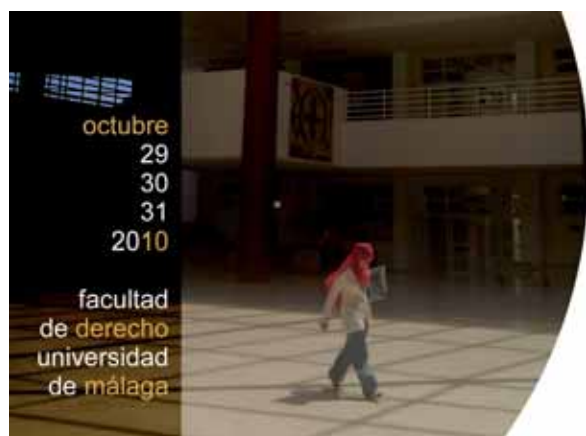 octubre
29
30
31
2010
facultad
de derecho
universidad
de málaga